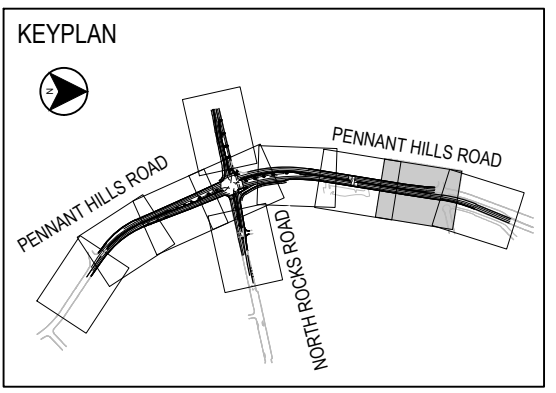 KEYPLAN
N
PENNANT HILLS ROAD
PENNANT HILLS ROAD
NORTH ROCKS ROAD